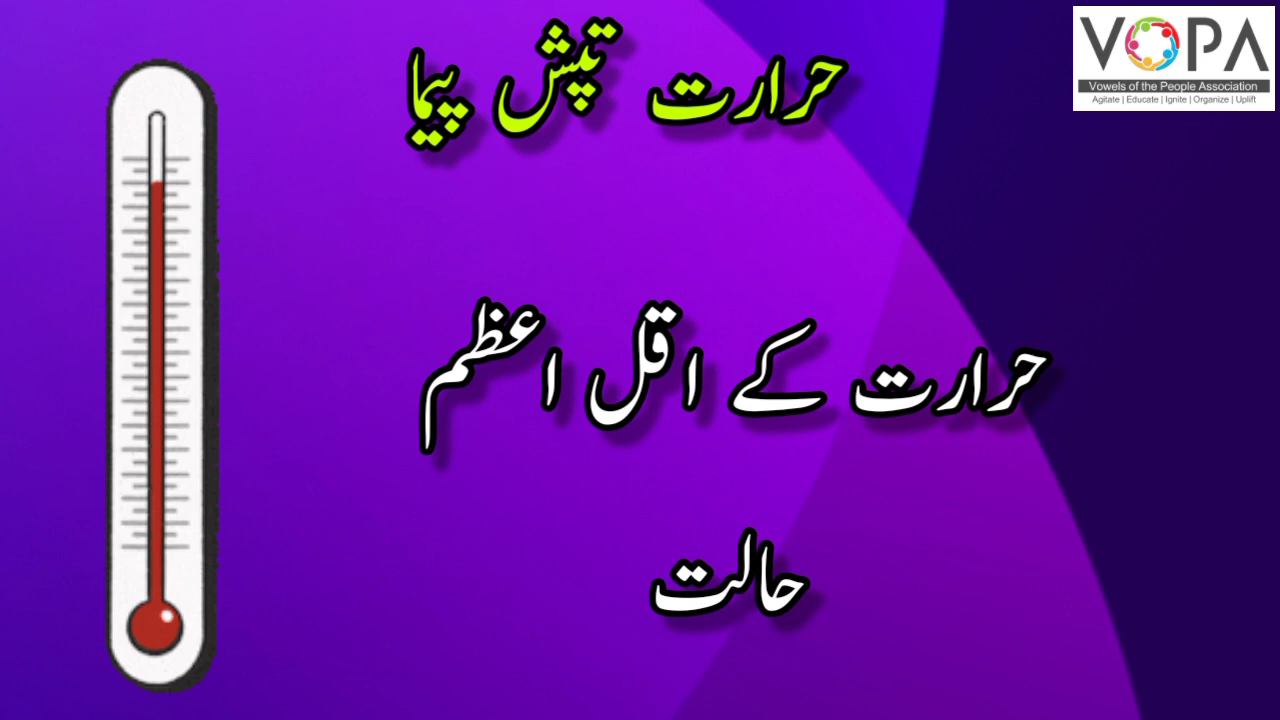 حرارت تپش پیما
VOPA
Vowels of the People Association
Agitate | Educate | Ignite | Organize | Uplift
حرارت کے اقل اعظم
حالت